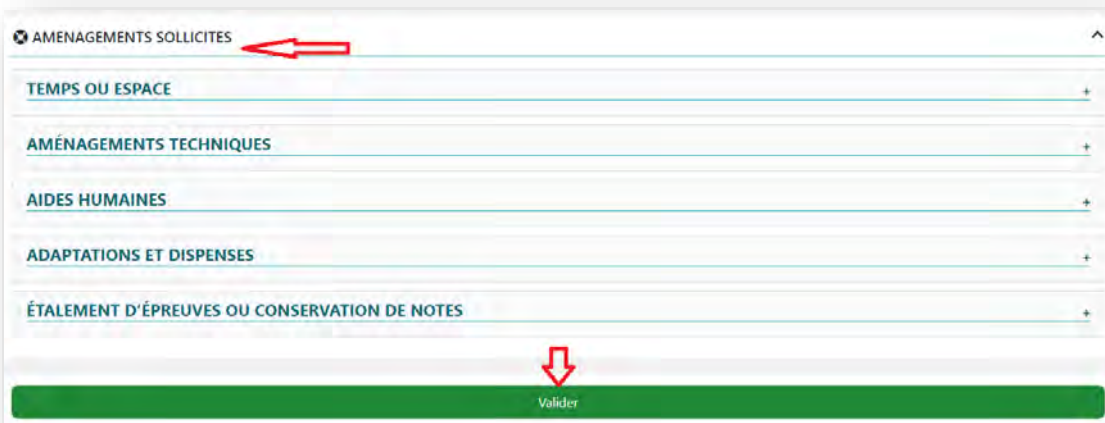 AMENAGEMENTS SOLLICITES
TEMPS OU ESPACE
AMÉNAGEMENTS TECHNIQUES
AIDES HUMAINES
ADAPTATIONS ET DISPENSES
ÉTALEMENT D'ÉPREUVES OU CONSERVATION DE NOTES
Valider